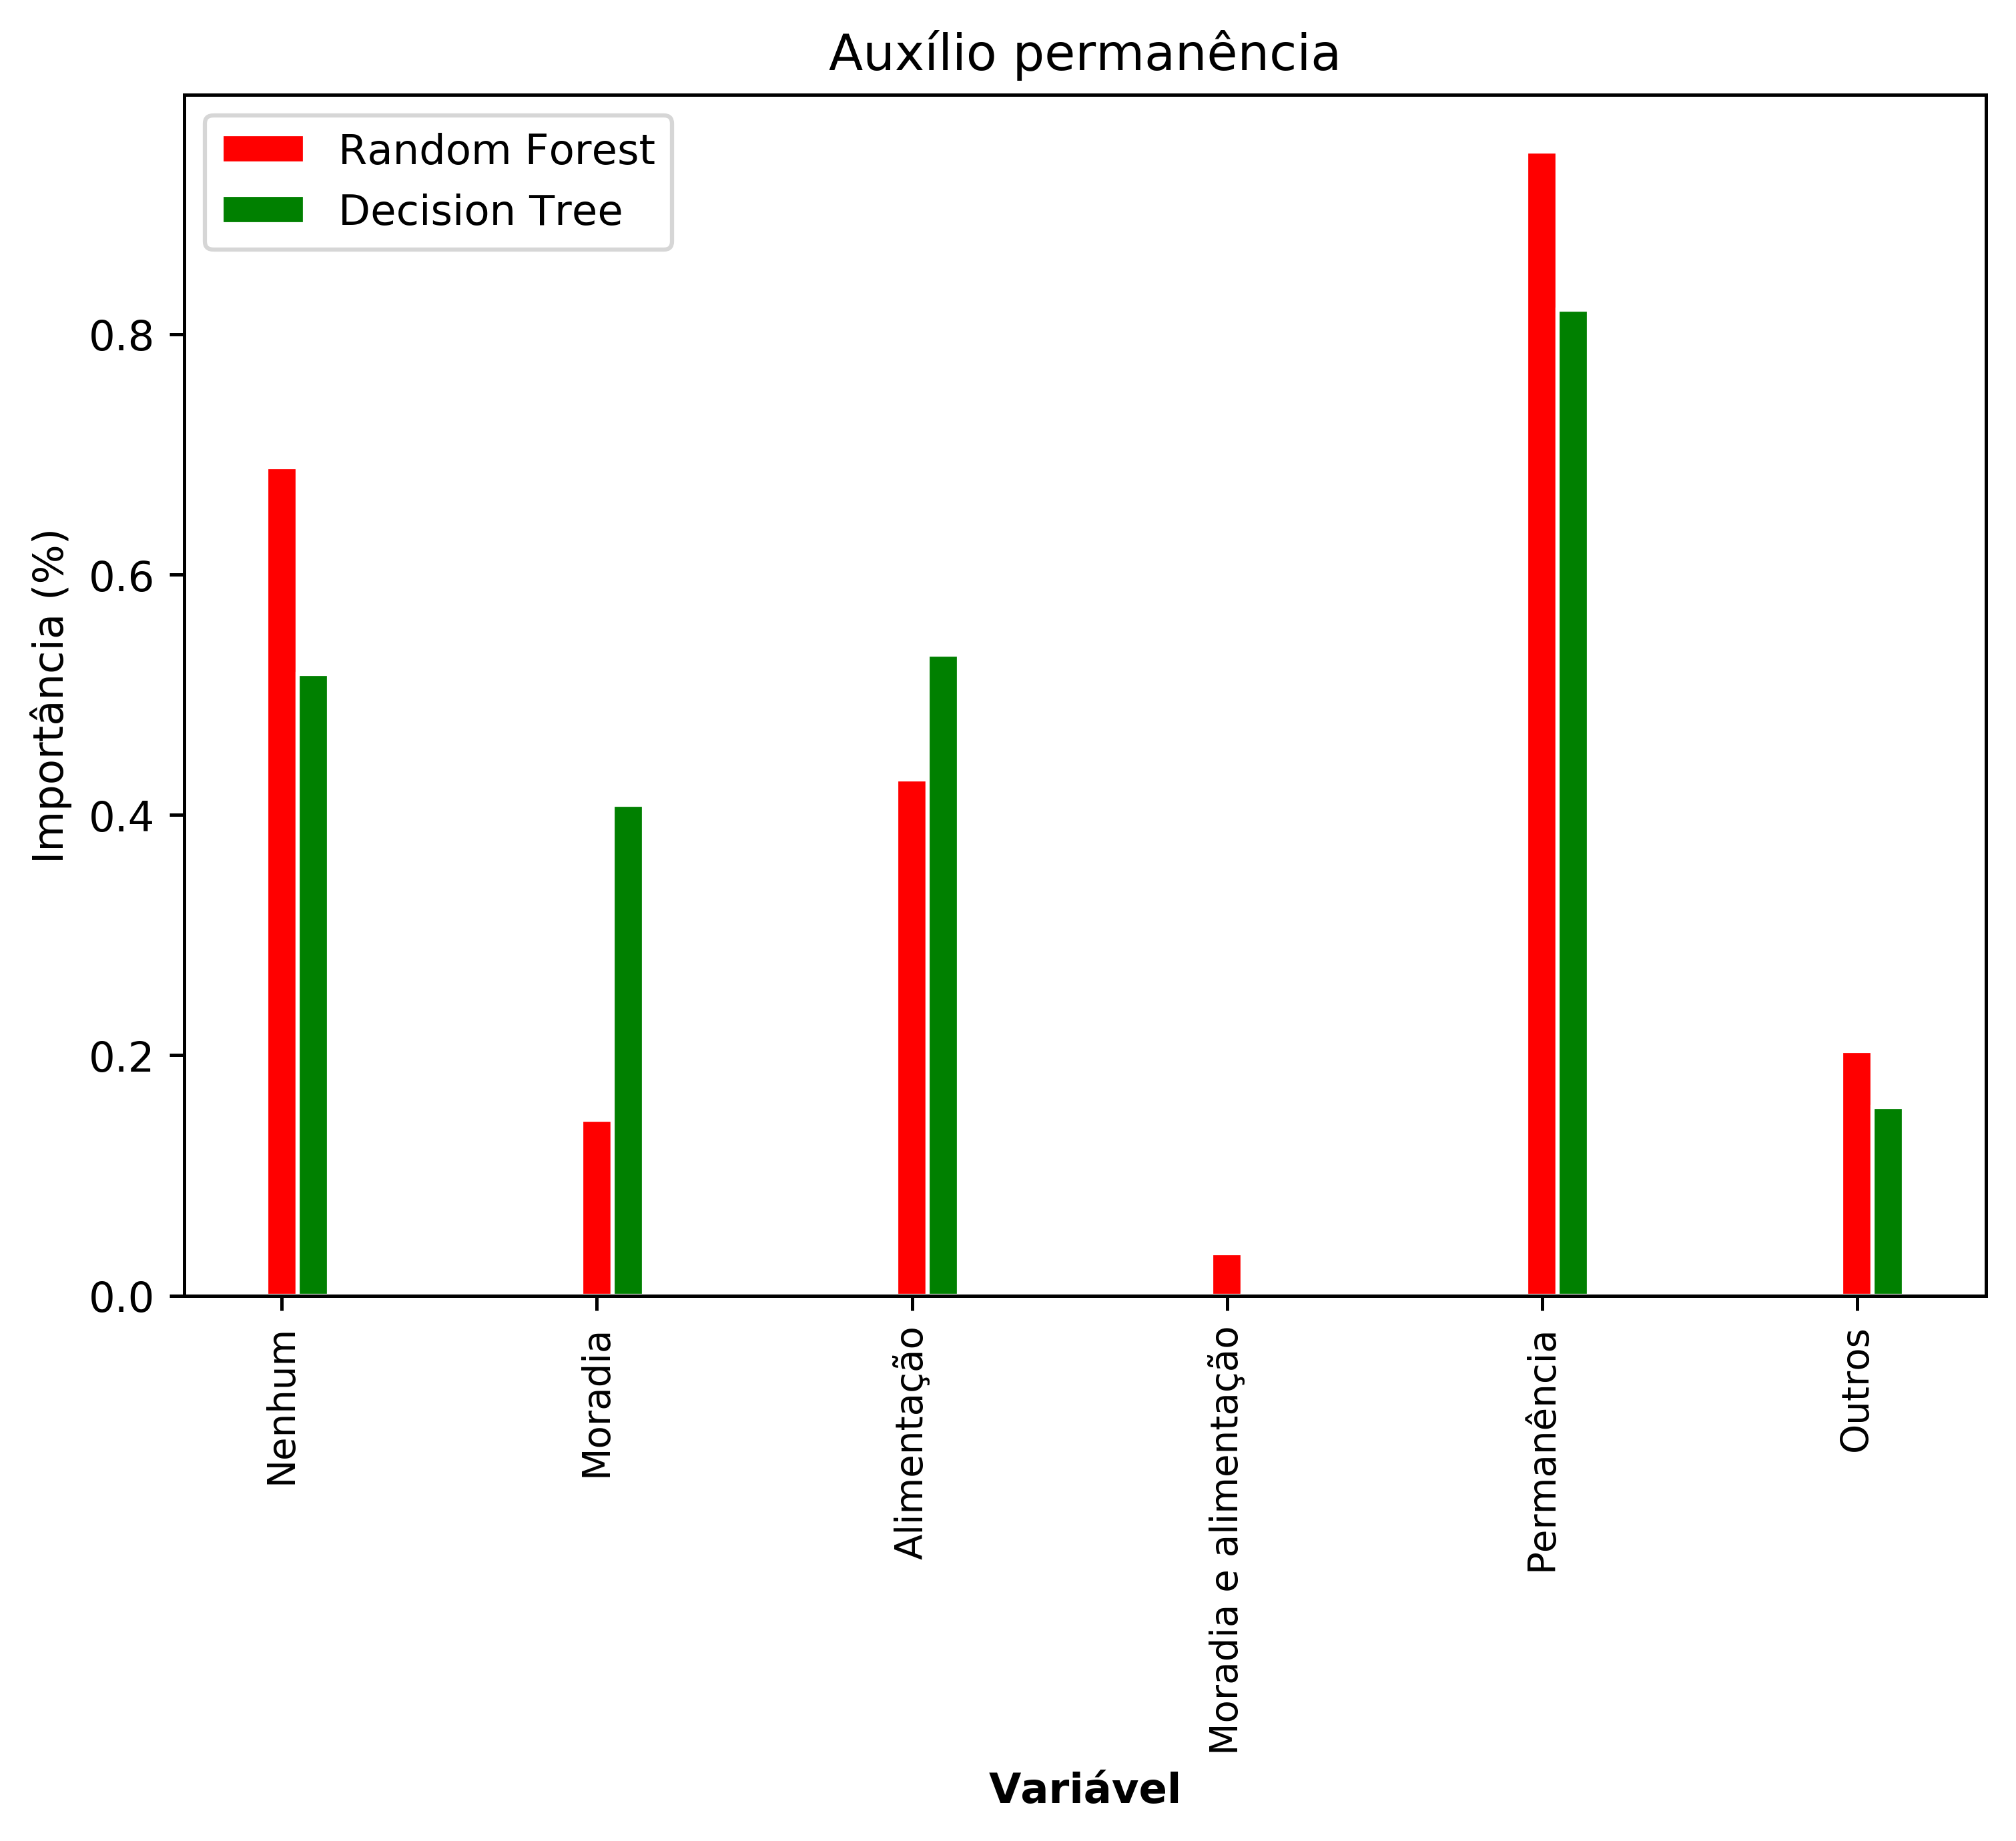 Auxílio permanência
Random Forest
Decision Tree
Importância (%)
0.8
0.6
0.4
0.2
0.0
Nenhum
Moradia
Alimentação
Moradia e alimentação
Permanência
Outros
Variável